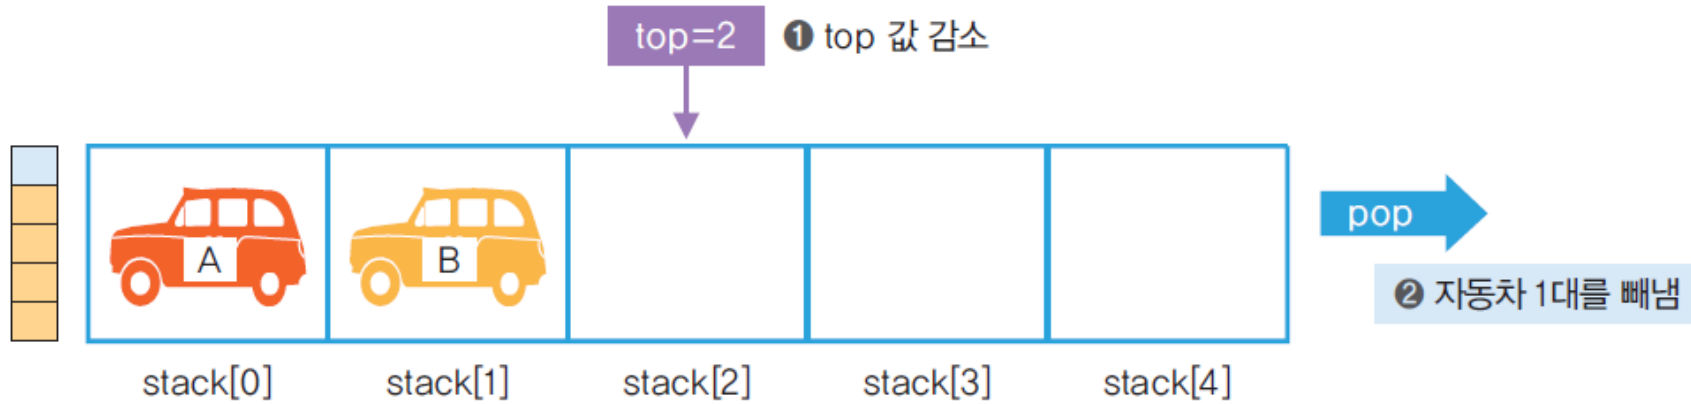 top=2 ❶ top 값 감소
A B
pop
❷ 자동차 1대를 빼냄
stack[0] stack[1] stack[2] stack[3] stack[4]